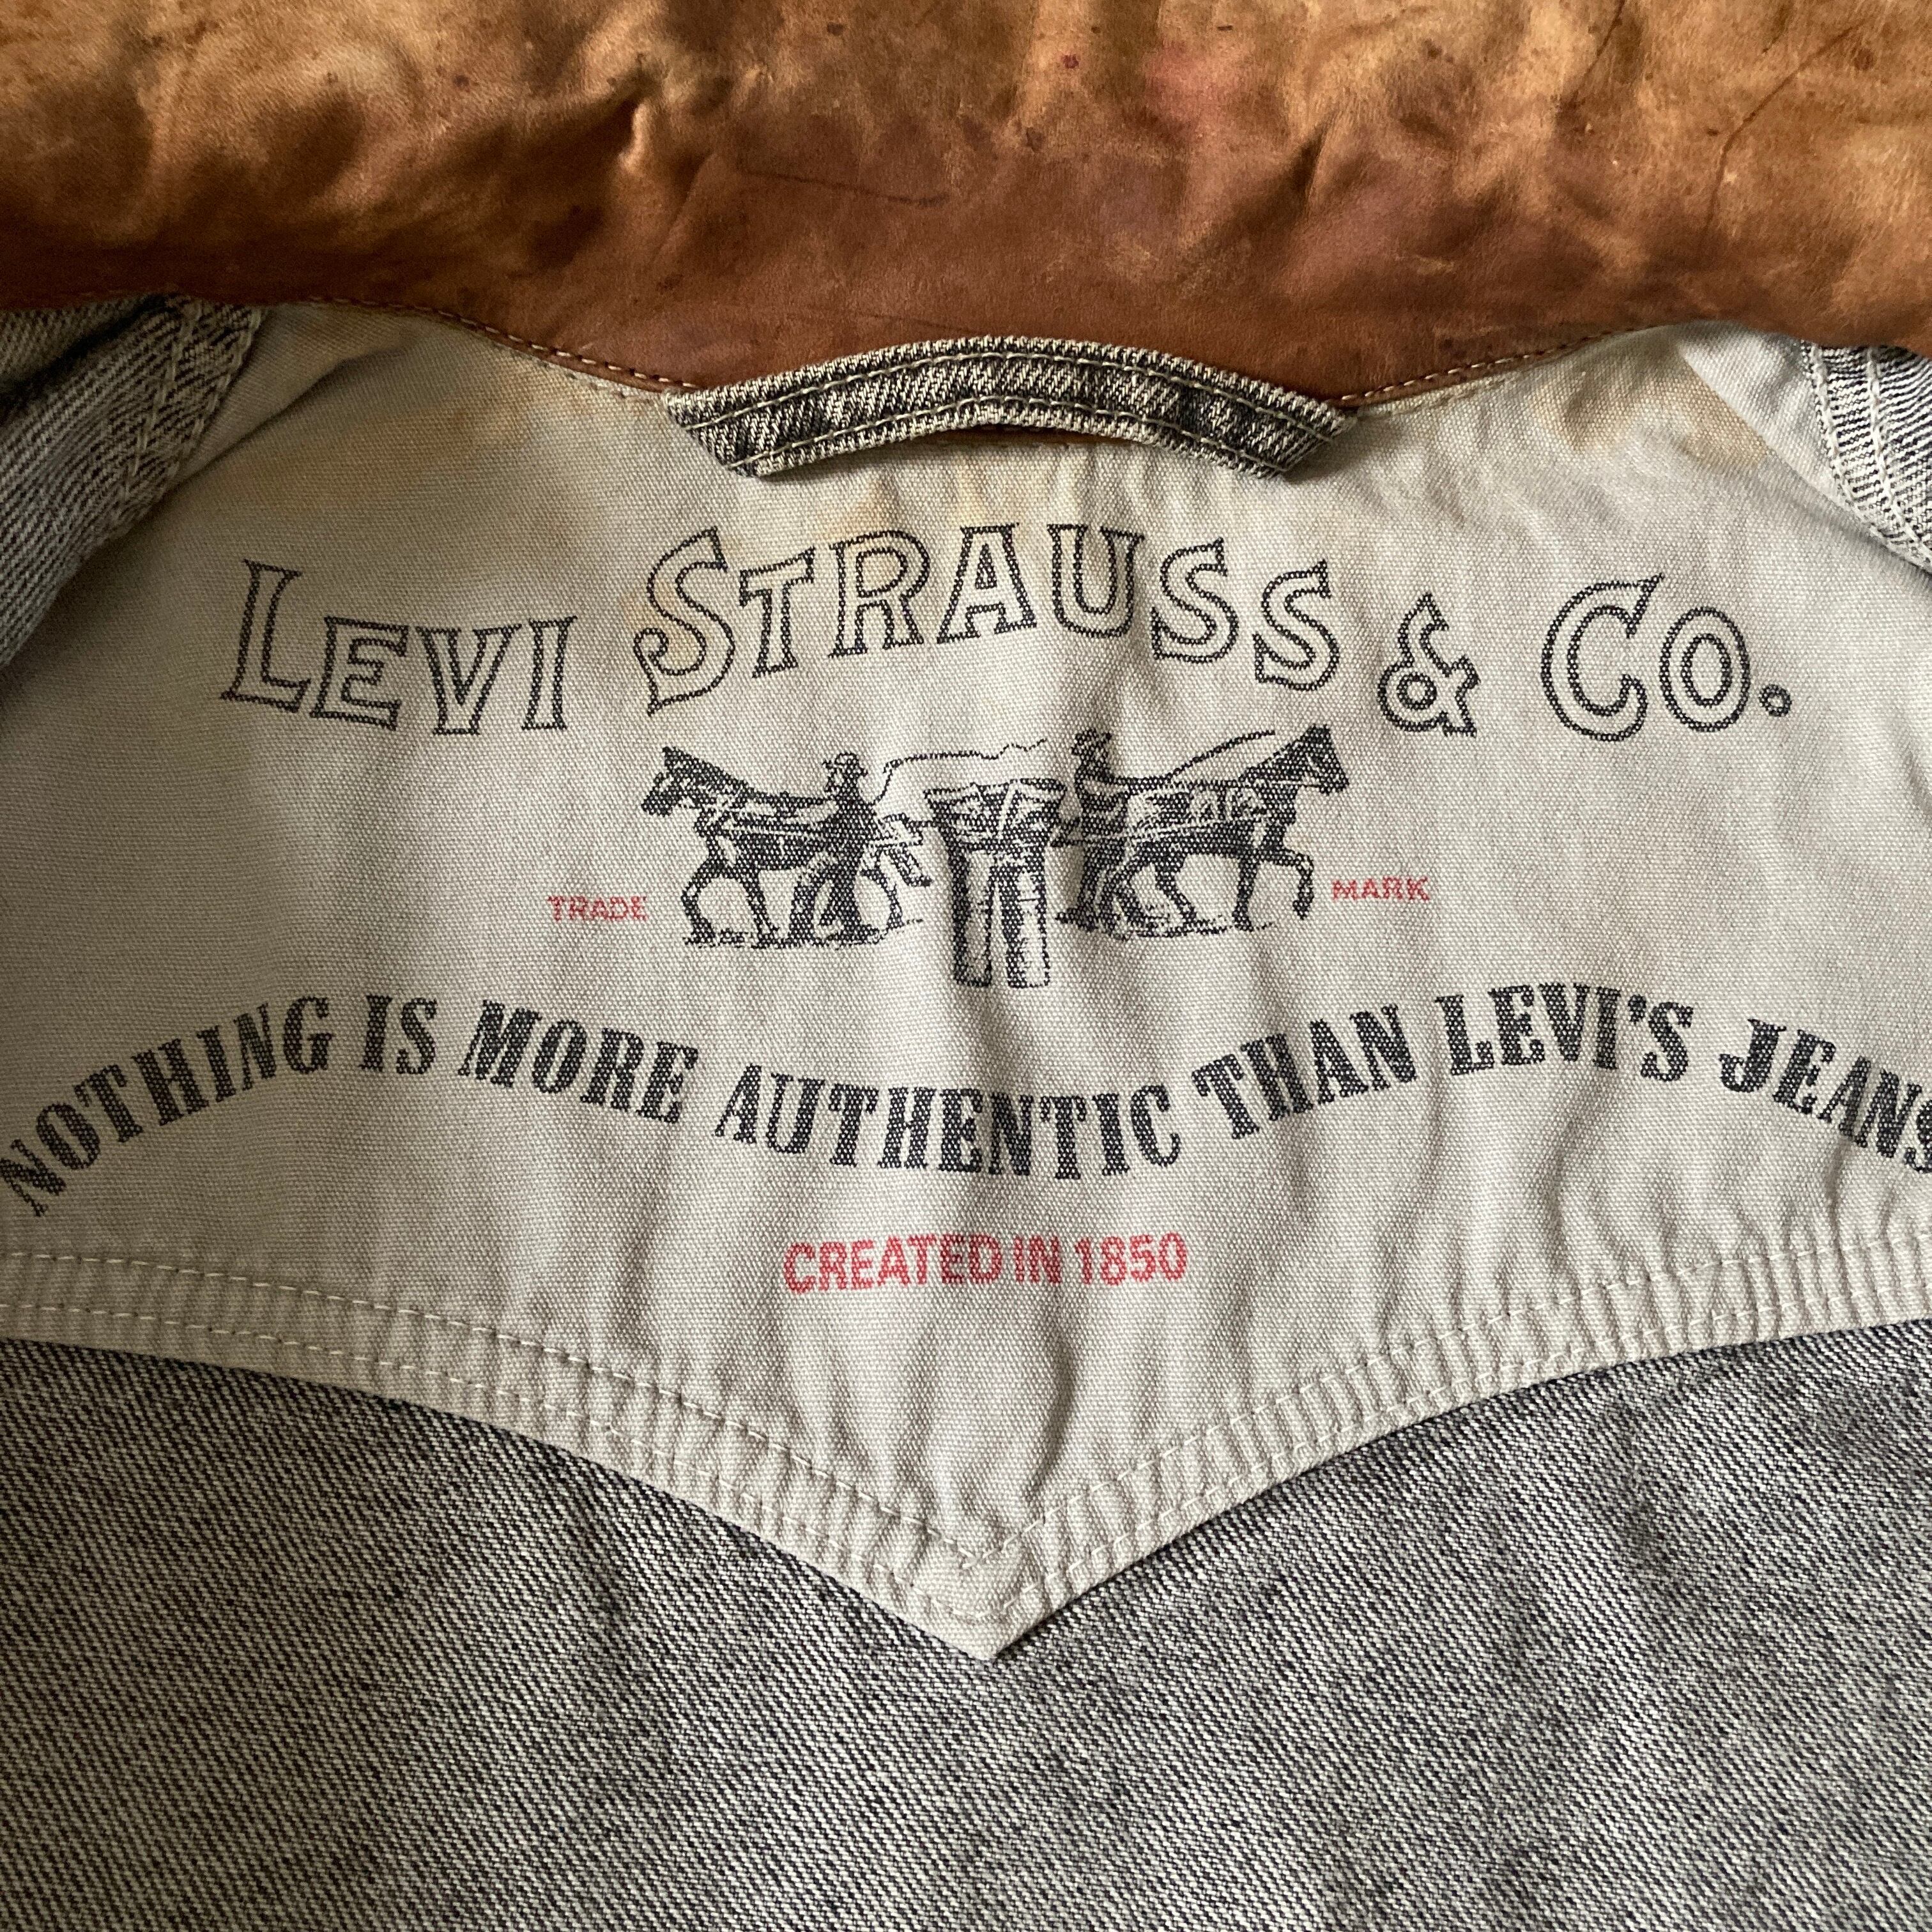 LEVI STRAUSS & CO.
TRADE MARK
NOTHING IS MORE AUTHENTIC THAN LEVI'S JEANS
CREATED IN 1850